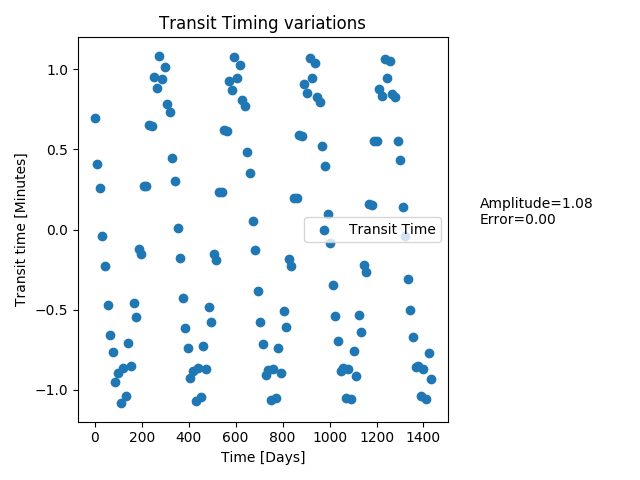 Transit Timing variations
Transit time [Minutes]
1.0
0.5
0.0
−0.5
−1.0
Transit Time
Amplitude=1.08
Error=0.00
0 200 400 600 800 1000 1200 1400
Time [Days]